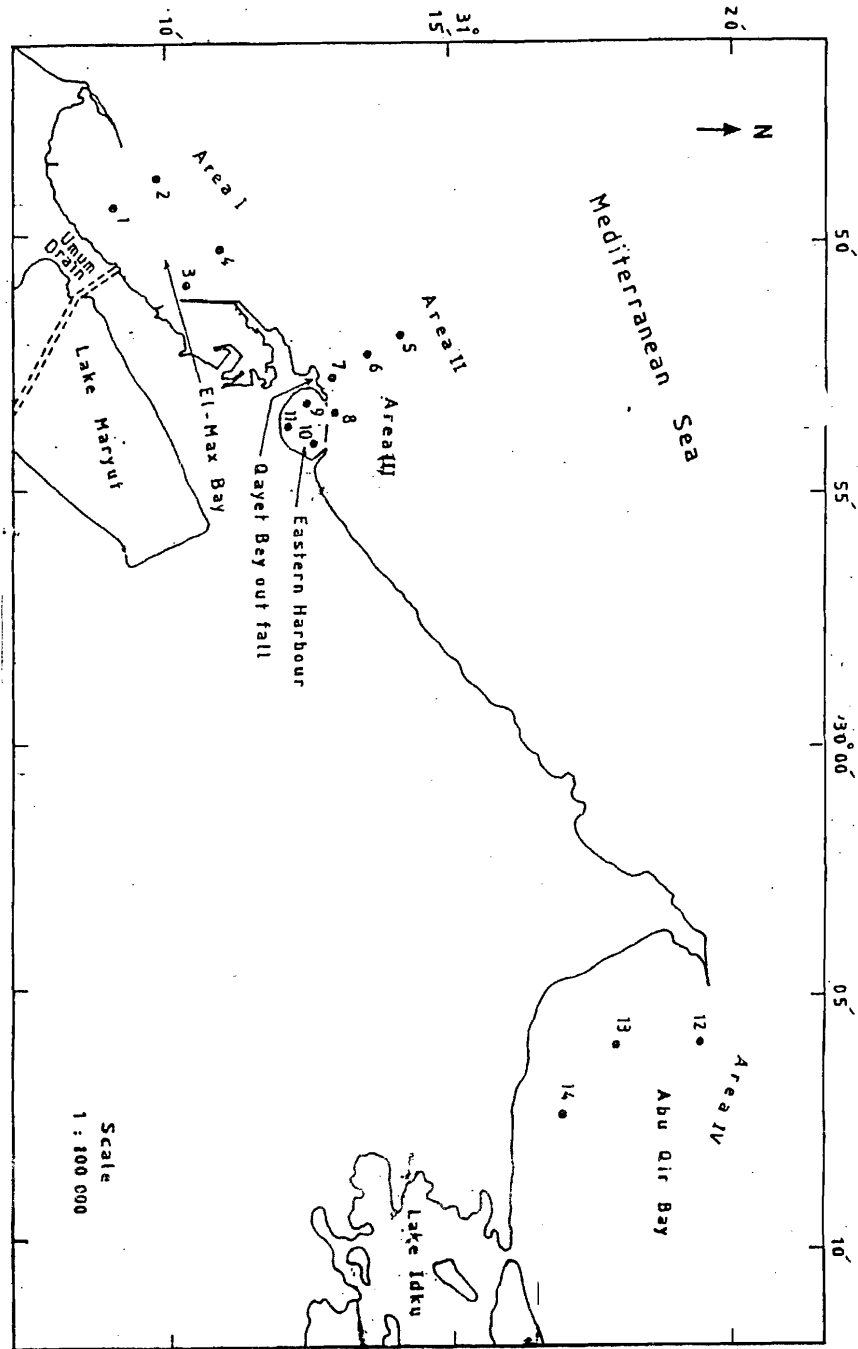 50′
55′
30°00′
05′
10′
20′
31°
15′
10′
N
Mediterranean Sea
Area I
Area II
Area III
Area IV
1
2
3
4
5
6
7
8
9
10
11
12
13
14
Abu Qir Bay
Umum
Drain
Lake Maryut
El-Max Bay
Qayet Bay out fall
Eastern Harbour
Lake Idku
Scale
1 : 100 000